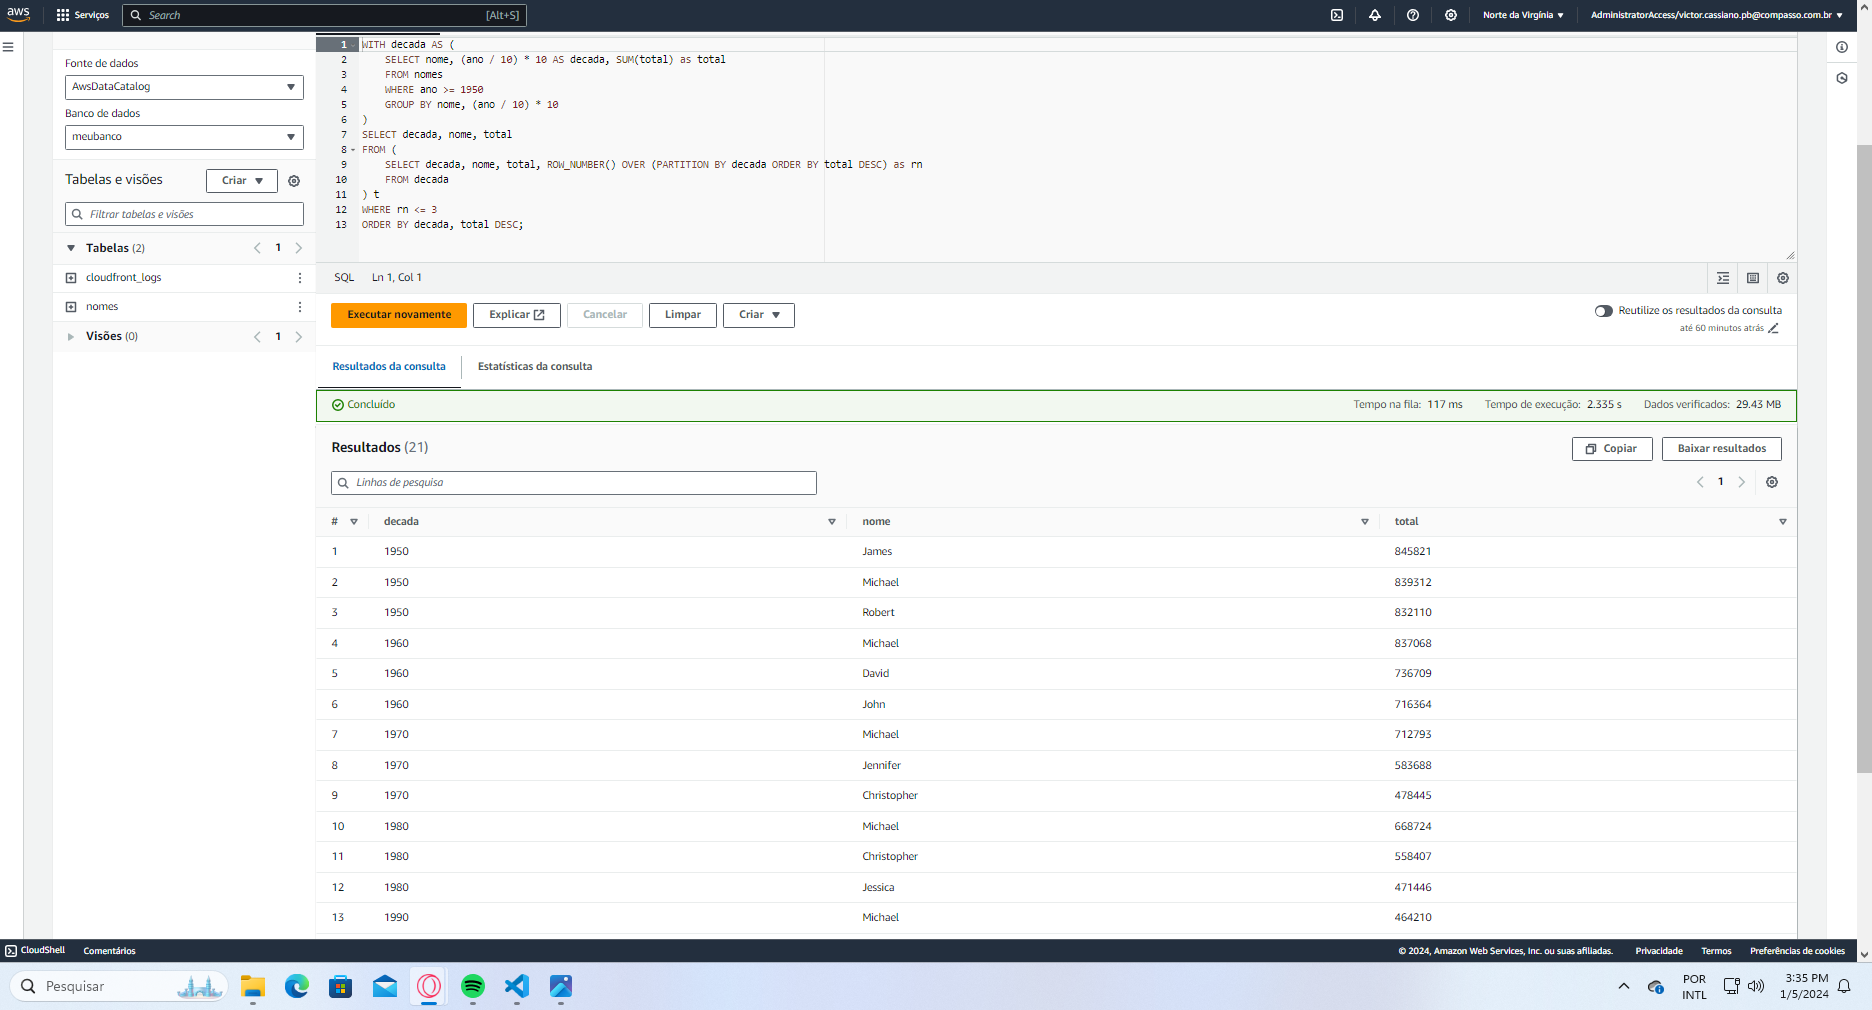 aws
Serviços
Search
[Alt+S]
Norte da Virgínia
AdministratorAccess/victor.cassiano.pb@compasso.com.br
Fonte de dados
AwsDataCatalog
Banco de dados
meubanco
Tabelas e visões
Criar
Filtrar tabelas e visões
Tabelas (2)
1
cloudfront_logs
nomes
Visões (0)
1
1 WITH decada AS (
2 SELECT nome, (ano / 10) * 10 AS decada, SUM(total) as total
3 FROM nomes
4 WHERE ano >= 1950
5 GROUP BY nome, (ano / 10) * 10
6 )
7 SELECT decada, nome, total
8 FROM (
9 SELECT decada, nome, total, ROW_NUMBER() OVER (PARTITION BY decada ORDER BY total DESC) as rn
10 FROM decada
11 ) t
12 WHERE rn <= 3
13 ORDER BY decada, total DESC;
SQL Ln 1, Col 1
Executar novamente
Explicar
Cancelar
Limpar
Criar
Reutilize os resultados da consulta
até 60 minutos atrás
Resultados da consulta
Estatísticas da consulta
Concluído
Tempo na fila: 117 ms
Tempo de execução: 2.335 s
Dados verificados: 29.43 MB
Resultados (21)
Copiar
Baixar resultados
Linhas de pesquisa
1
# decada nome total
1 1950 James 845821
2 1950 Michael 839312
3 1950 Robert 832110
4 1960 Michael 837068
5 1960 David 736709
6 1960 John 716364
7 1970 Michael 712793
8 1970 Jennifer 583688
9 1970 Christopher 478445
10 1980 Michael 668724
11 1980 Christopher 558407
12 1980 Jessica 471446
13 1990 Michael 464210
CloudShell
Comentários
© 2024, Amazon Web Services, Inc. ou suas afiliadas.
Privacidade
Termos
Preferências de cookies
Pesquisar
POR
INTL
3:35 PM
1/5/2024